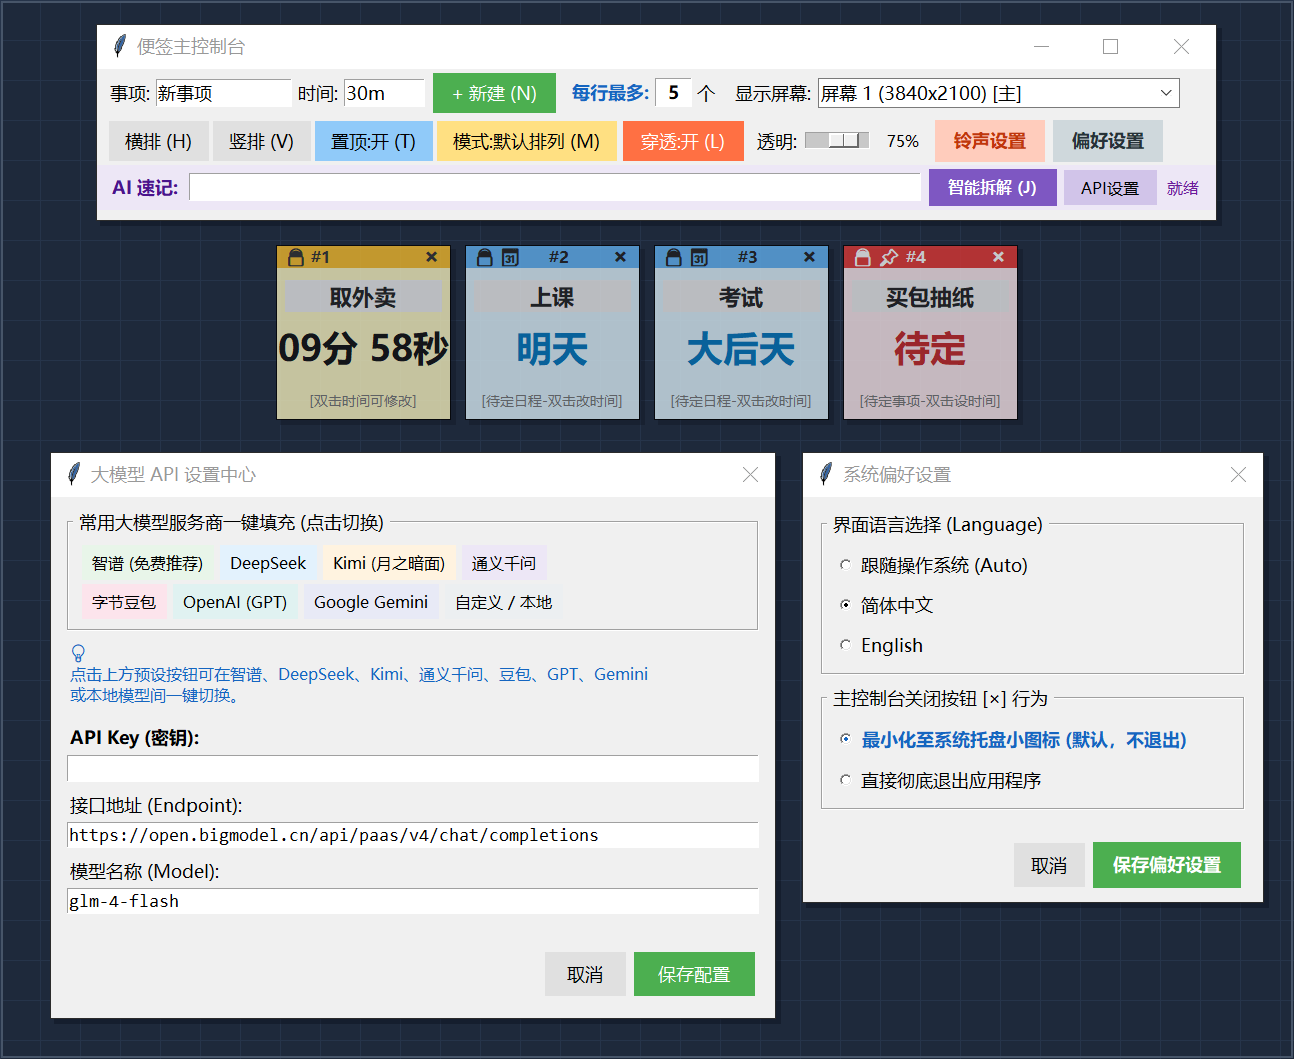 便签主控制台
事项: 新事项 时间: 30m + 新建 (N) 每行最多: 5 个 显示屏幕: 屏幕 1 (3840x2100) [主]
横排 (H) 竖排 (V) 置顶:开 (T) 模式:默认排列 (M) 穿透:开 (L) 透明: 75% 铃声设置 偏好设置
AI 速记: 智能拆解 (J) API设置 就绪
#1
取外卖
09分 58秒
[双击时间可修改]
31 #2
上课
明天
[待定日程-双击改时间]
31 #3
考试
大后天
[待定日程-双击改时间]
#4
买包抽纸
待定
[待定事项-双击设时间]
大模型 API 设置中心
常用大模型服务商一键填充 (点击切换)
智谱 (免费推荐) DeepSeek Kimi (月之暗面) 通义千问
字节豆包 OpenAI (GPT) Google Gemini 自定义 / 本地
点击上方预设按钮可在智谱、DeepSeek、Kimi、通义千问、豆包、GPT、Gemini
或本地模型间一键切换。
API Key (密钥):
接口地址 (Endpoint):
https://open.bigmodel.cn/api/paas/v4/chat/completions
模型名称 (Model):
glm-4-flash
取消 保存配置
系统偏好设置
界面语言选择 (Language)
跟随操作系统 (Auto)
简体中文
English
主控制台关闭按钮 [×] 行为
最小化至系统托盘小图标 (默认，不退出)
直接彻底退出应用程序
取消 保存偏好设置